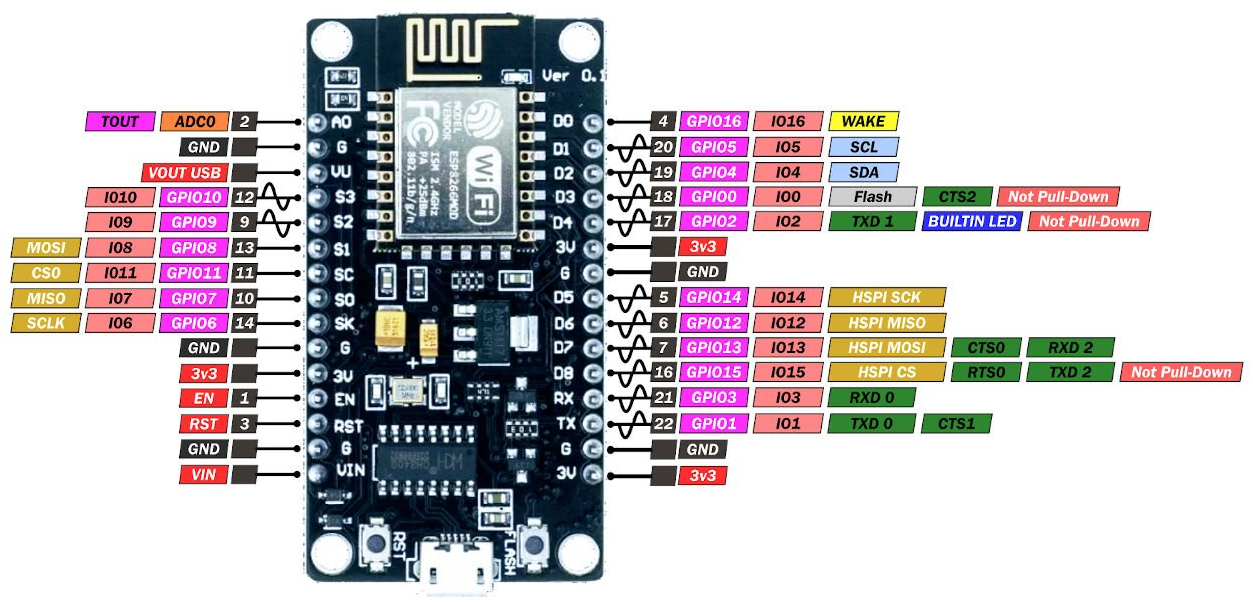 Ver 0.1
TOUT ADC0 2 A0
GND G
VOUT USB VU
IO10 GPIO10 12 S3
IO9 GPIO9 9 S2
MOSI IO8 GPIO8 13 S1
CS0 IO11 GPIO11 11 SC
MISO IO7 GPIO7 10 SO
SCLK IO6 GPIO6 14 SK
GND G
3v3 3V
EN 1 EN
RST 3 RST
GND G
VIN VIN
FC
MODEL
VENDOR
ESP8266MOD
ISM 2.4GHz
PA +25dBm
802.11b/g/n
WiFi
D0 4 GPIO16 IO16 WAKE
D1 20 GPIO5 IO5 SCL
D2 19 GPIO4 IO4 SDA
D3 18 GPIO0 IO0 Flash CTS2 Not Pull-Down
D4 17 GPIO2 IO2 TXD 1 BUILTIN LED Not Pull-Down
3V 3v3
G GND
D5 5 GPIO14 IO14 HSPI SCK
D6 6 GPIO12 IO12 HSPI MISO
D7 7 GPIO13 IO13 HSPI MOSI CTS0 RXD 2
D8 16 GPIO15 IO15 HSPI CS RTS0 TXD 2 Not Pull-Down
RX 21 GPIO3 IO3 RXD 0
TX 22 GPIO1 IO1 TXD 0 CTS1
G GND
3V 3v3
+
RST
FLASH